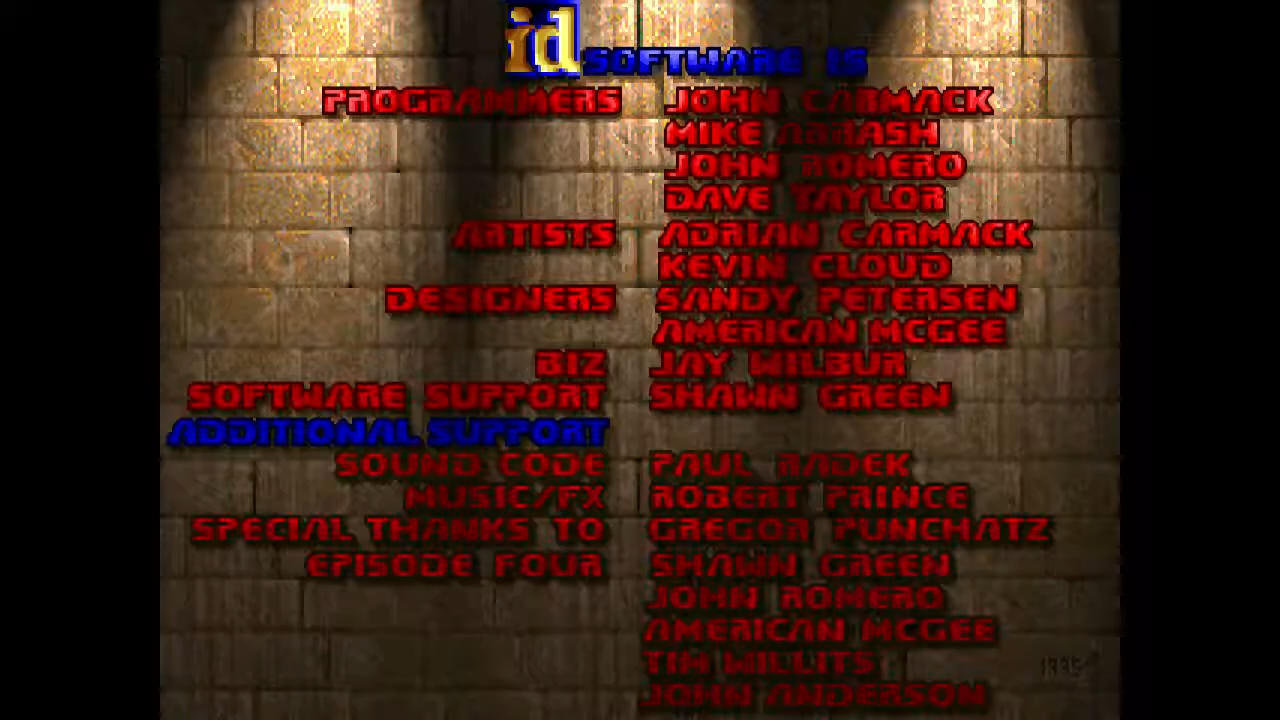 id SOFTWARE IS
PROGRAMMERS JOHN CARMACK
MIKE ABRASH
JOHN ROMERO
DAVE TAYLOR
ARTISTS ADRIAN CARMACK
KEVIN CLOUD
DESIGNERS SANDY PETERSEN
AMERICAN MCGEE
BIZ JAY WILBUR
SOFTWARE SUPPORT SHAWN GREEN
ADDITIONAL SUPPORT
SOUND CODE PAUL RADEK
MUSIC/FX ROBERT PRINCE
SPECIAL THANKS TO GREGOR PUNCHATZ
EPISODE FOUR SHAWN GREEN
JOHN ROMERO
AMERICAN MCGEE
TIM WILLITS
JOHN ANDERSON